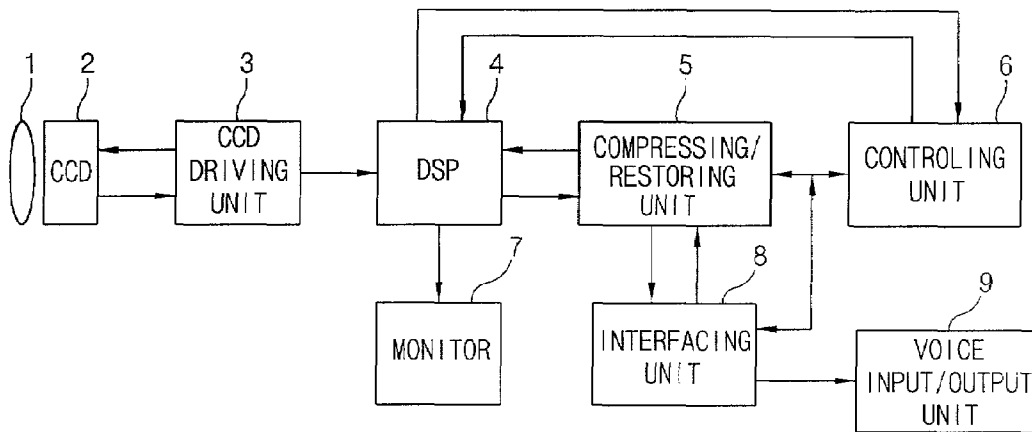 1
2
3
4
5
6
CCD
CCD
DRIVING
UNIT
DSP
COMPRESSING/
RESTORING
UNIT
CONTROLING
UNIT
7
8
9
MONITOR
INTERFACING
UNIT
VOICE
INPUT/OUTPUT
UNIT